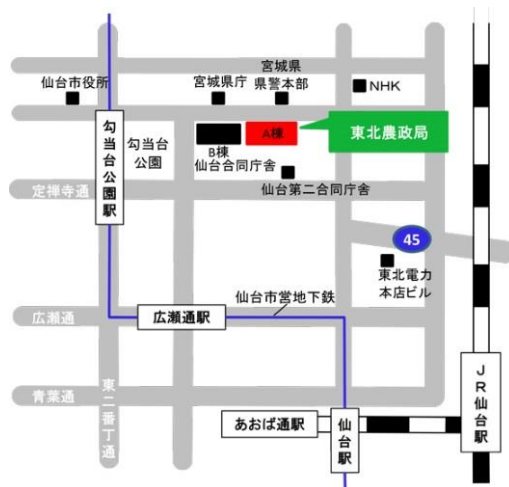 宮城県
県警本部
仙台市役所
宮城県庁
NHK
勾当台公園駅
勾当台
公園
A棟
東北農政局
B棟
仙台合同庁舎
仙台第二合同庁舎
定禅寺通
45
東北電力
本店ビル
仙台市営地下鉄
広瀬通
広瀬通駅
JR仙台駅
青葉通
東二番丁通
あおば通駅
仙台駅